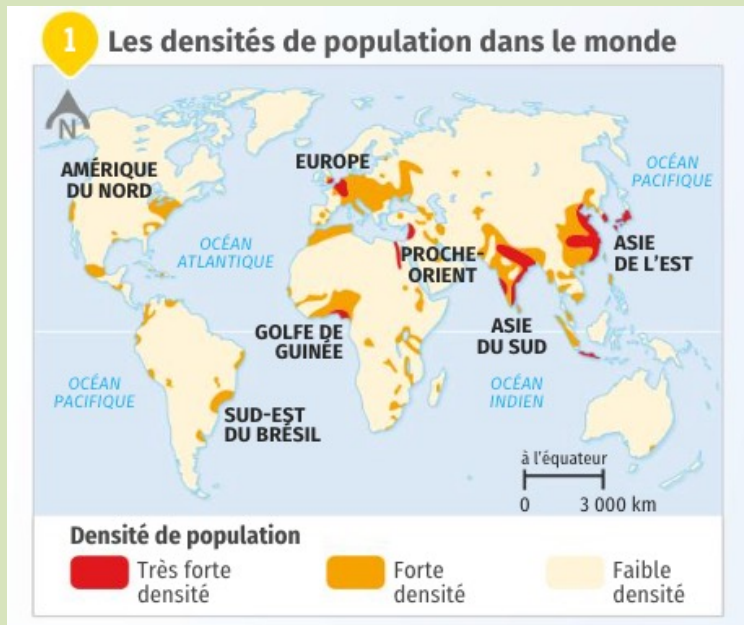 1 Les densités de population dans le monde
N
AMÉRIQUE
DU NORD
EUROPE
OCÉAN
PACIFIQUE
OCÉAN
ATLANTIQUE
PROCHE-
ORIENT
ASIE
DE L'EST
GOLFE DE
GUINÉE
ASIE
DU SUD
OCÉAN
PACIFIQUE
SUD-EST
DU BRÉSIL
OCÉAN
INDIEN
à l'équateur
0 3 000 km
Densité de population
Très forte
densité
Forte
densité
Faible
densité